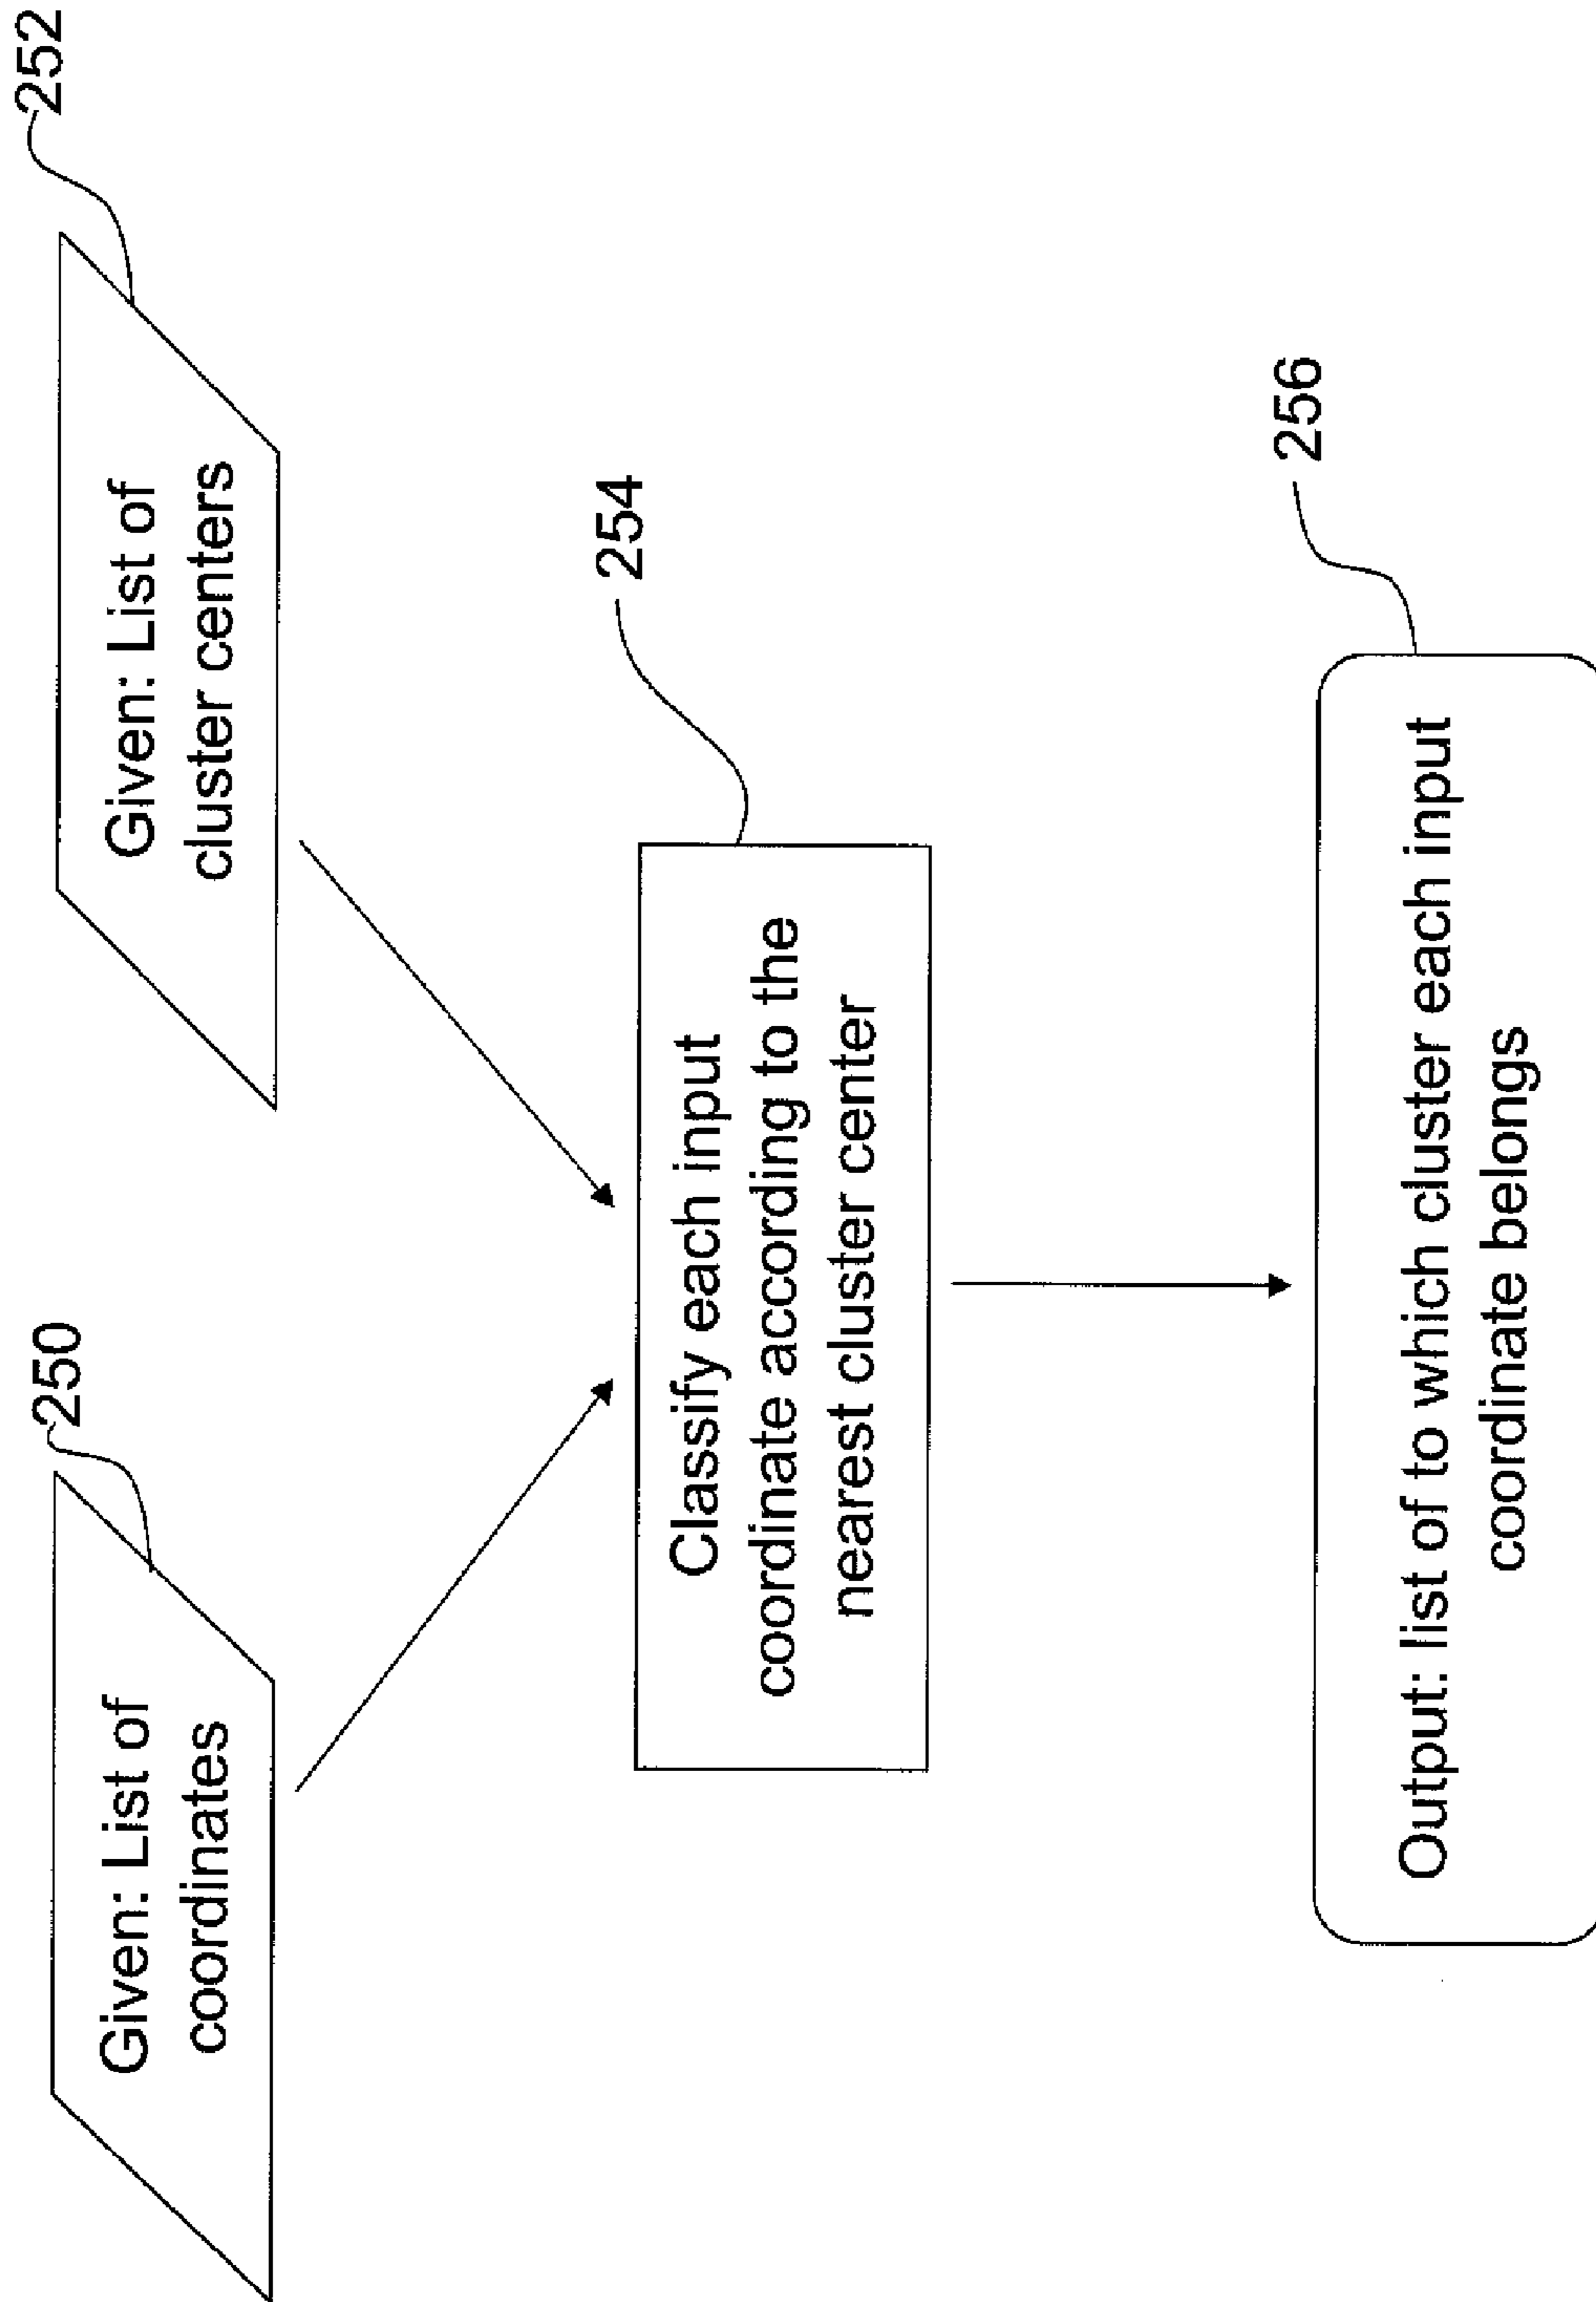 Given: List of
coordinates
250
Given: List of
cluster centers
252
Classify each input
coordinate according to the
nearest cluster center
254
Output: list of to which cluster each input
coordinate belongs
256